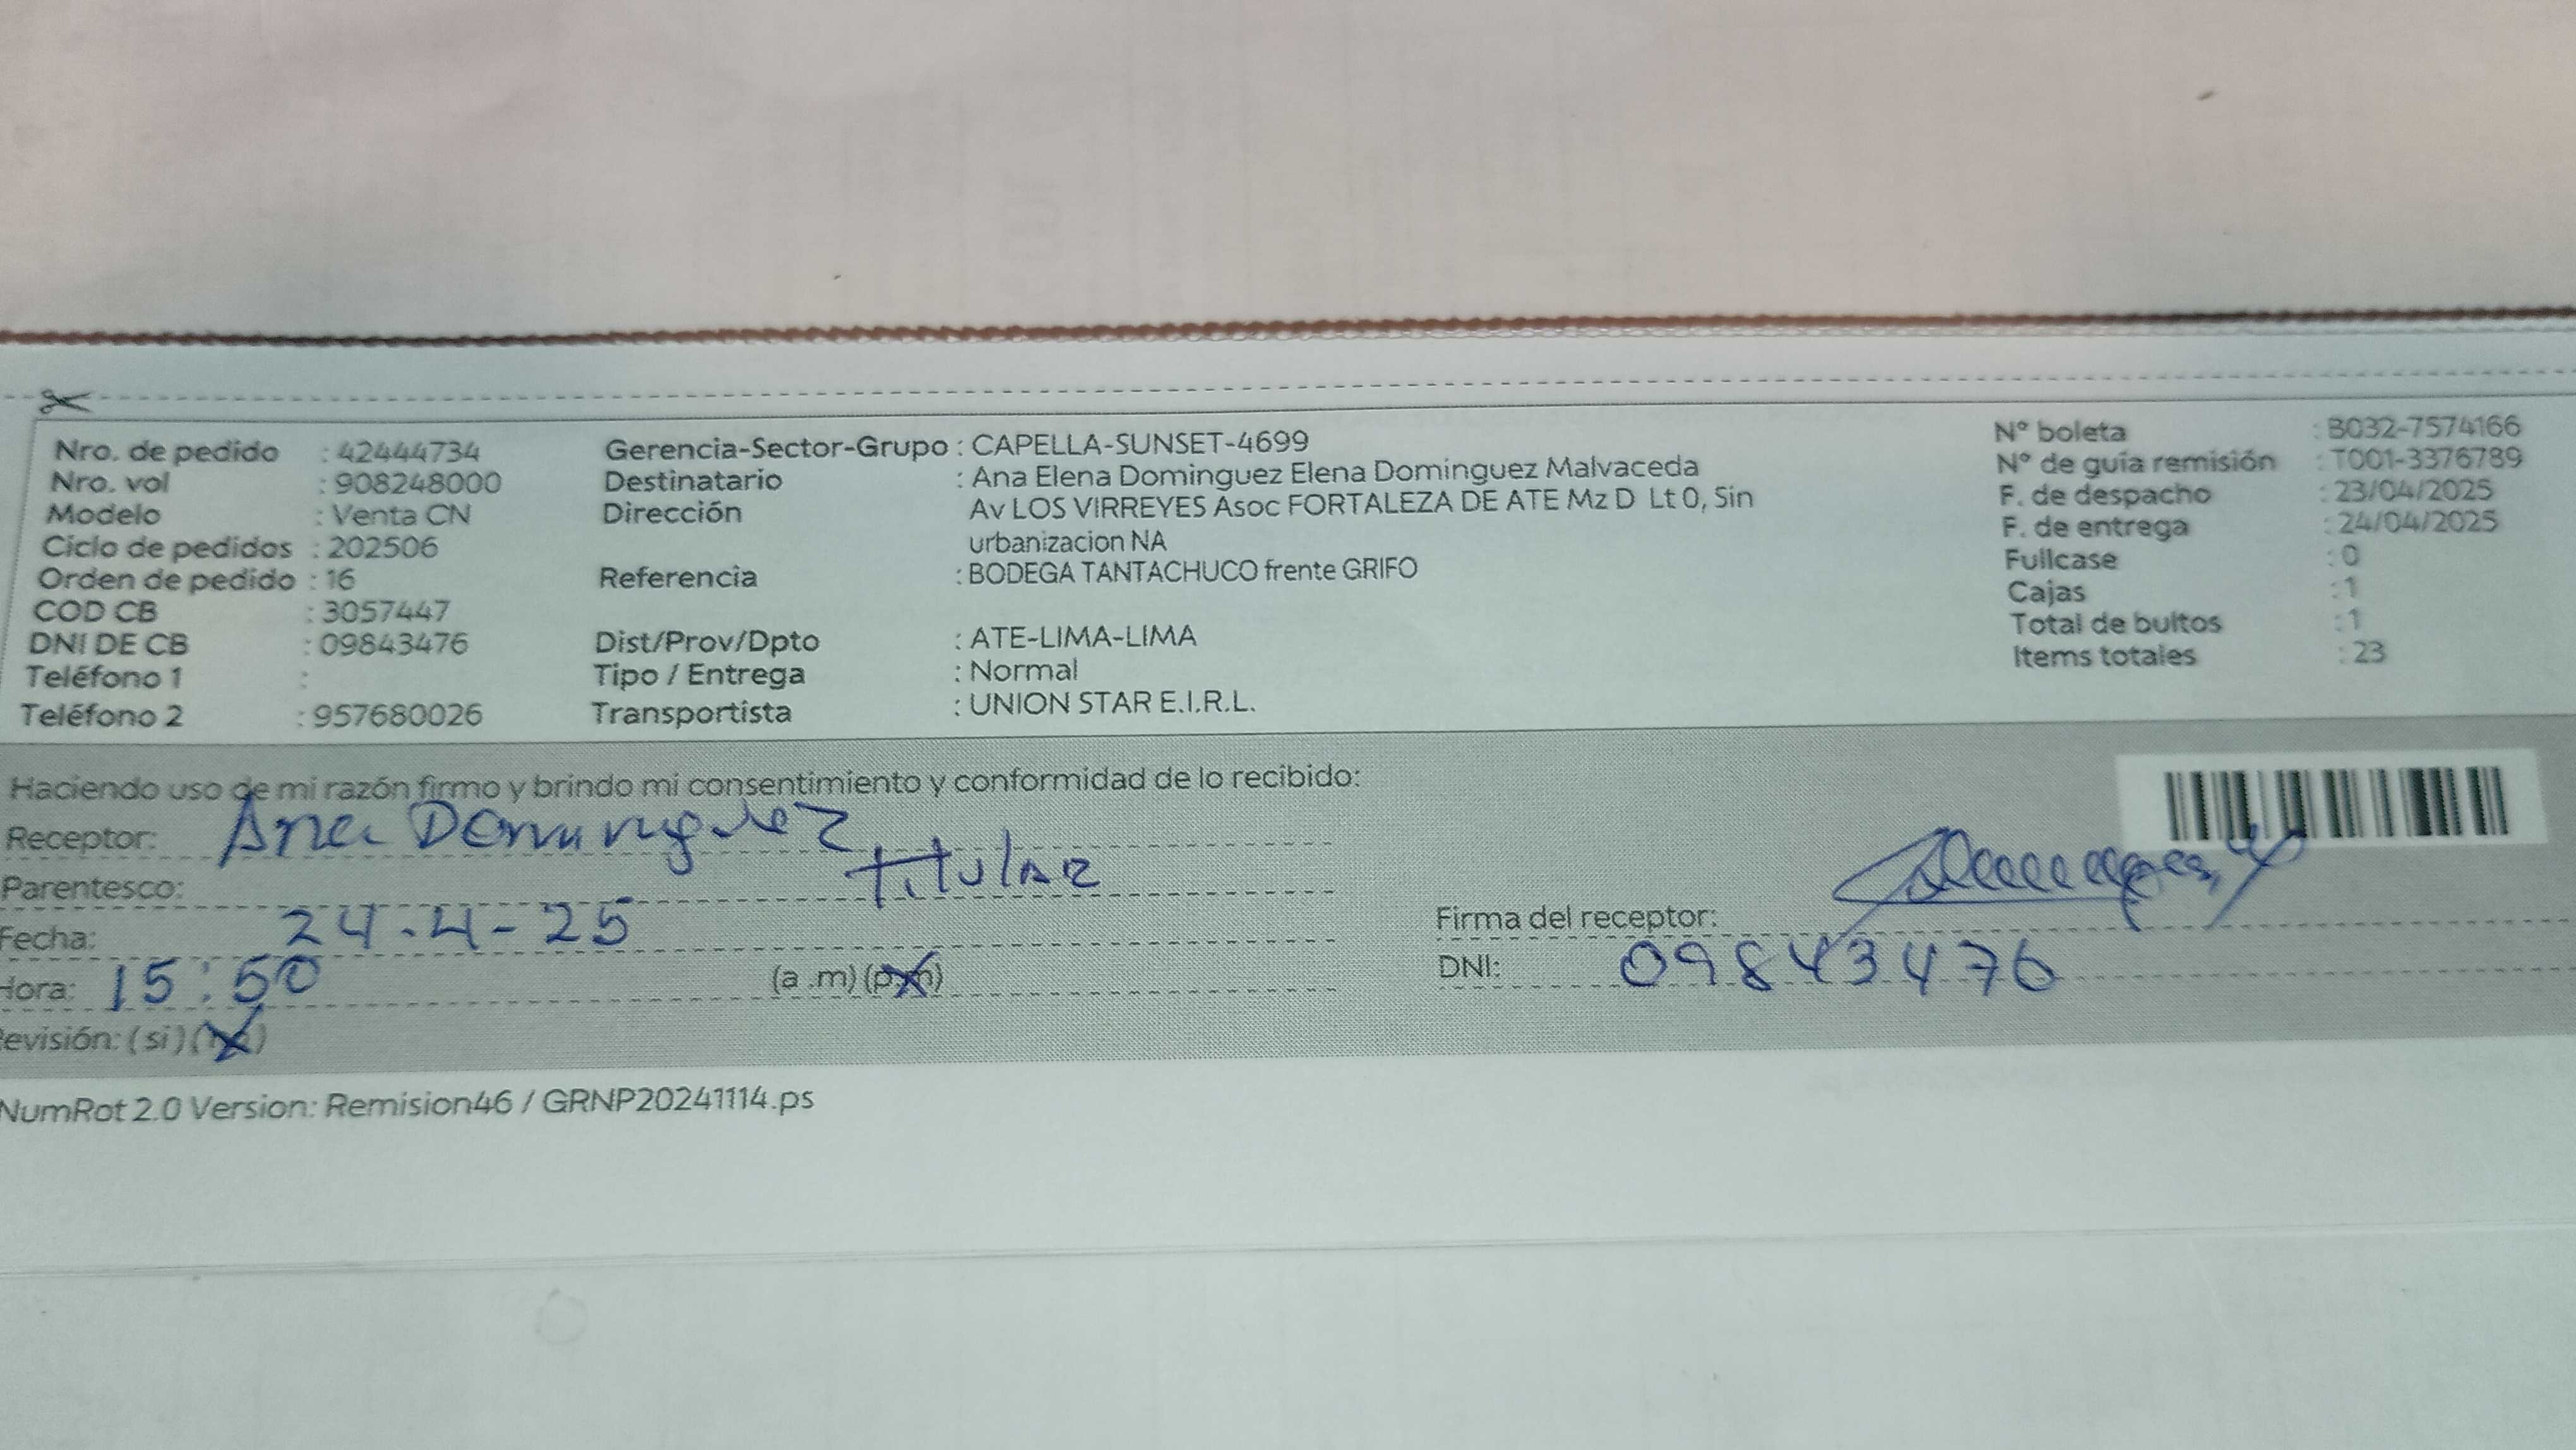 Nro. de pedido : 42444734
Nro. vol : 908248000
Modelo : Venta CN
Ciclo de pedidos : 202506
Orden de pedido : 16
COD CB : 3057447
DNI DE CB : 09843476
Teléfono 1 :
Teléfono 2 : 957680026
Gerencia-Sector-Grupo : CAPELLA-SUNSET-4699
Destinatario : Ana Elena Dominguez Elena Dominguez Malvaceda
Dirección Av LOS VIRREYES Asoc FORTALEZA DE ATE Mz D Lt 0, Sin
urbanizacion NA
Referencia : BODEGA TANTACHUCO frente GRIFO
Dist/Prov/Dpto : ATE-LIMA-LIMA
Tipo / Entrega : Normal
Transportista : UNION STAR E.I.R.L.
N° boleta : B032-7574166
N° de guía remisión : T001-3376789
F. de despacho : 23/04/2025
F. de entrega : 24/04/2025
Fullcase : 0
Cajas : 1
Total de bultos : 1
Items totales : 23
Haciendo uso de mi razón firmo y brindo mi consentimiento y conformidad de lo recibido:
Receptor: Ana Dominguez
Parentesco: Titular
Fecha: 24-4-25
Hora: 15:50 (a .m) (p.m)
Revisión: ( si ) (no)
Firma del receptor:
DNI: 09843476
NumRot 2.0 Version: Remision46 / GRNP20241114.ps